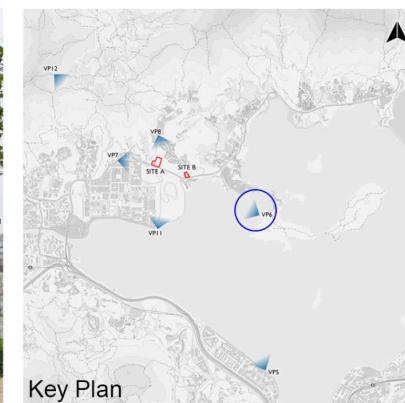 VP12
VP8
VP7
SITE A
SITE B
VP6
VP11
VP5
Key Plan